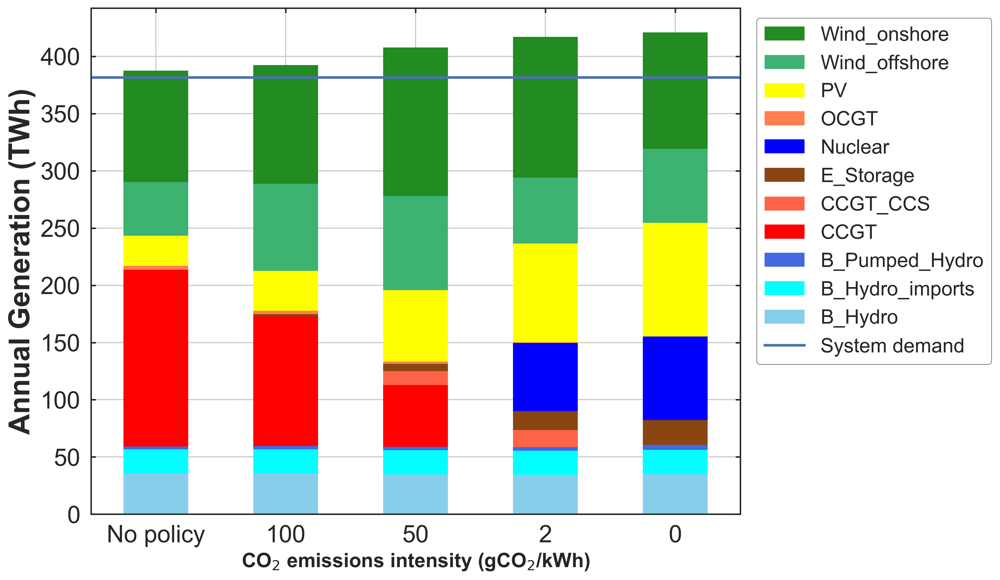 Annual Generation (TWh)
400
350
300
250
200
150
100
50
0
No policy 100 50 2 0
CO₂ emissions intensity (gCO₂/kWh)
Wind_onshore
Wind_offshore
PV
OCGT
Nuclear
E_Storage
CCGT_CCS
CCGT
B_Pumped_Hydro
B_Hydro_imports
B_Hydro
System demand